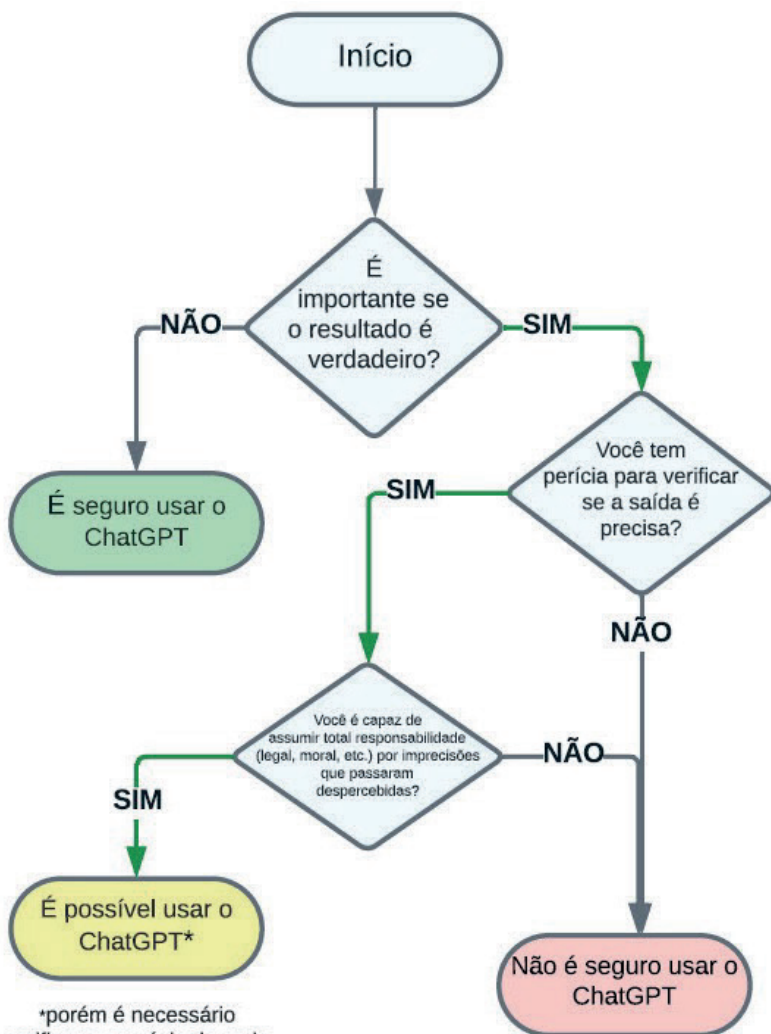 Início
É
importante se
o resultado é
verdadeiro?
NÃO
SIM
Você tem
perícia para verificar
se a saída é
precisa?
É seguro usar o
ChatGPT
SIM
NÃO
Você é capaz de
assumir total responsabilidade
(legal, moral, etc.) por imprecisões
que passaram
despercebidas?
NÃO
SIM
É possível usar o
ChatGPT*
Não é seguro usar o
ChatGPT
*porém é necessário